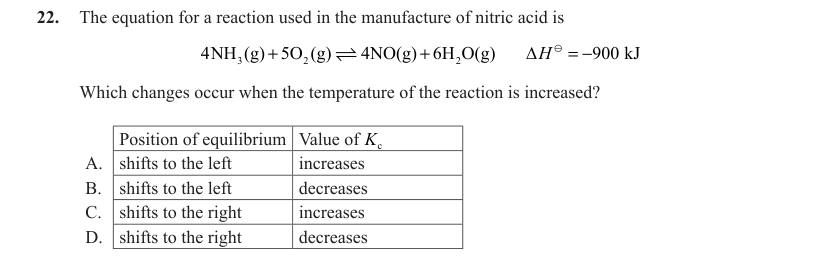 22. The equation for a reaction used in the manufacture of nitric acid is
4NH₃(g)+5O₂(g)⇌4NO(g)+6H₂O(g) ΔH⊖ = −900 kJ
Which changes occur when the temperature of the reaction is increased?
Position of equilibrium Value of K꜀
A. shifts to the left increases
B. shifts to the left decreases
C. shifts to the right increases
D. shifts to the right decreases